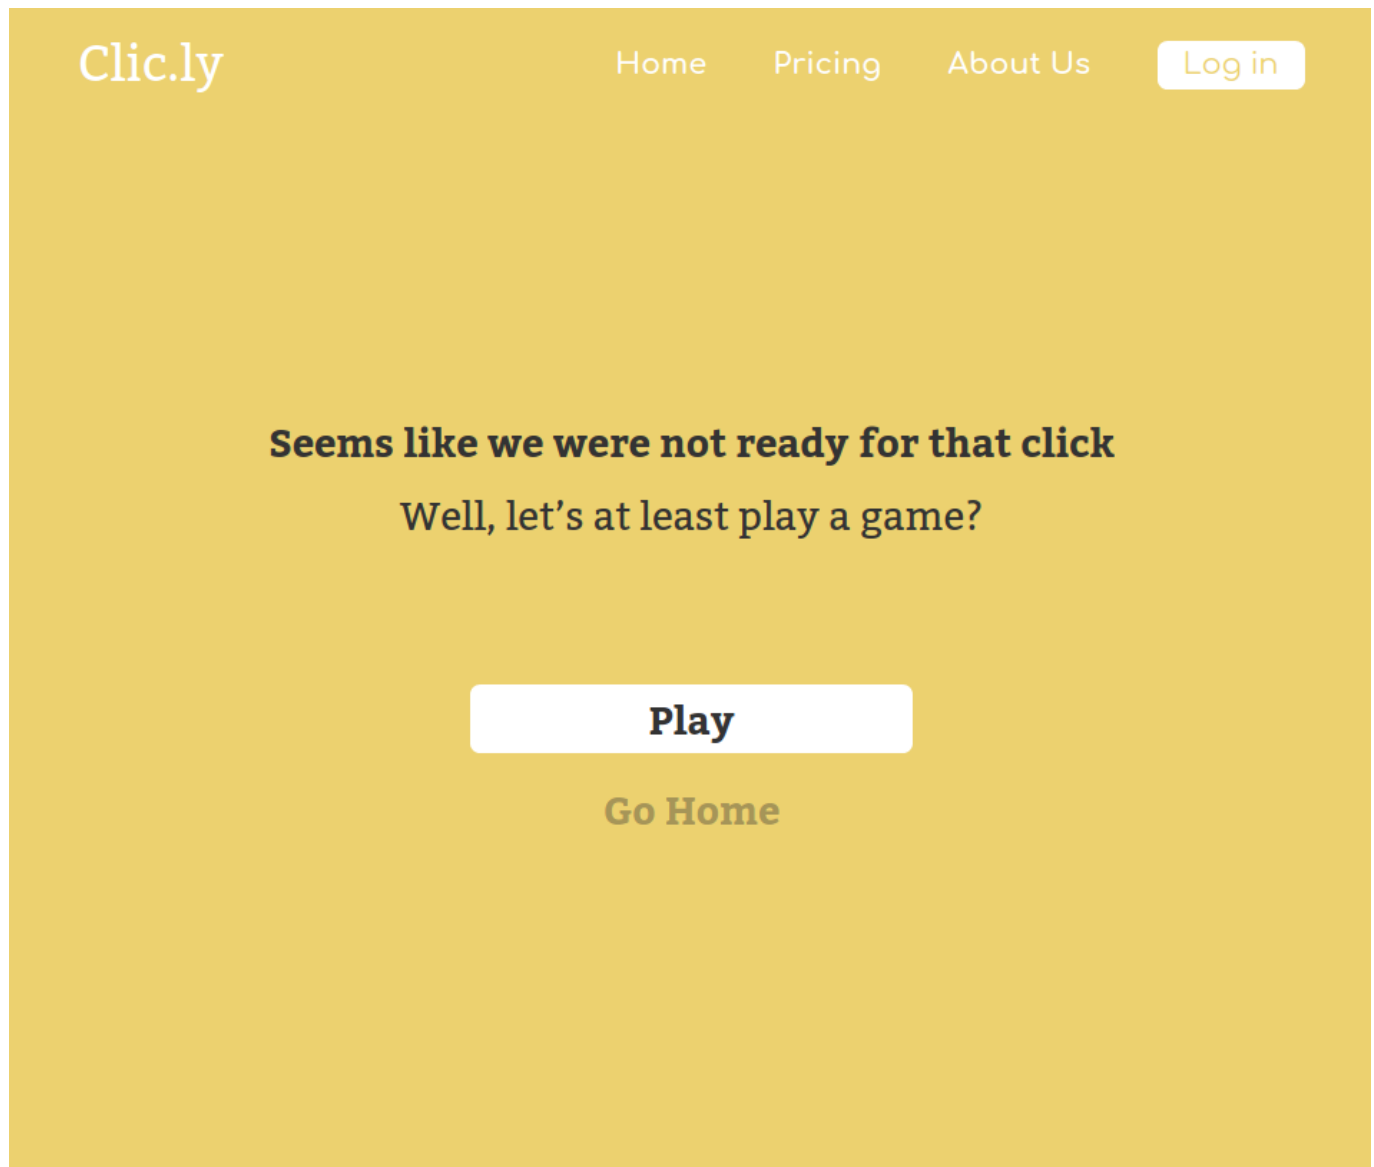 Clic.ly
Home Pricing About Us Log in
Seems like we were not ready for that click
Well, let’s at least play a game?
Play
Go Home